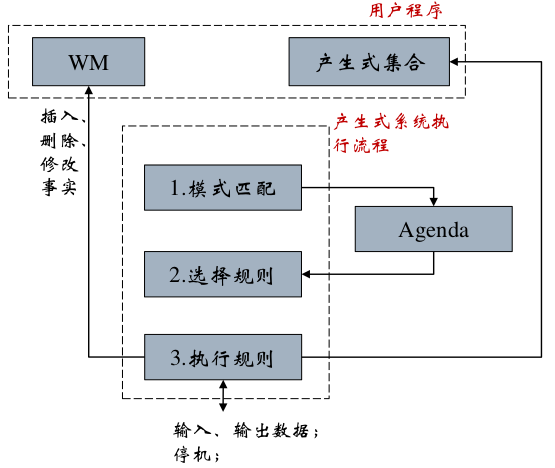 用户程序
WM
产生式集合
插入、
删除、
修改
事实
产生式系统执
行流程
1.模式匹配
Agenda
2.选择规则
3.执行规则
输入、输出数据；
停机；